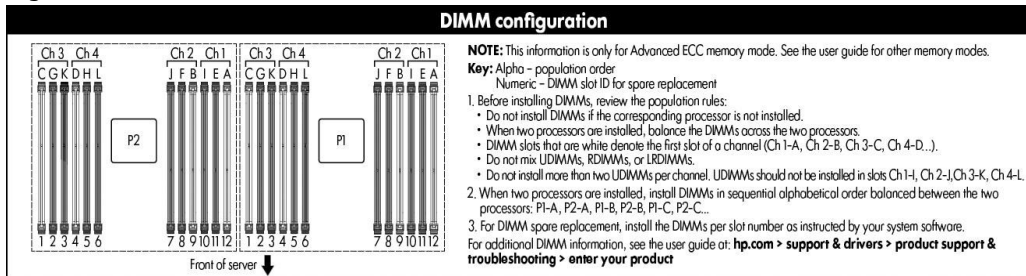 DIMM configuration
Ch 3 Ch 4 Ch 2 Ch 1 Ch 3 Ch 4 Ch 2 Ch 1
C G K D H L J F B I E A C G K D H L J F B I E A
P2 P1
1 2 3 4 5 6 7 8 9 10 11 12 1 2 3 4 5 6 7 8 9 10 11 12
Front of server
NOTE: This information is only for Advanced ECC memory mode. See the user guide for other memory modes.
Key: Alpha – population order
Numeric – DIMM slot ID for spare replacement
1. Before installing DIMMs, review the population rules:
• Do not install DIMMs if the corresponding processor is not installed.
• When two processors are installed, balance the DIMMs across the two processors.
• DIMM slots that are white denote the first slot of a channel (Ch 1-A, Ch 2-B, Ch 3-C, Ch 4-D...).
• Do not mix UDIMMs, RDIMMs, or LRDIMMs.
• Do not install more than two UDIMMs per channel. UDIMMs should not be installed in slots Ch 1-I, Ch 2-J,Ch 3-K, Ch 4-L.
2. When two processors are installed, install DIMMs in sequential alphabetical order balanced between the two
processors: P1-A, P2-A, P1-B, P2-B, P1-C, P2-C...
3. For DIMM spare replacement, install the DIMMs per slot number as instructed by your system software.
For additional DIMM information, see the user guide at: hp.com > support & drivers > product support &
troubleshooting > enter your product